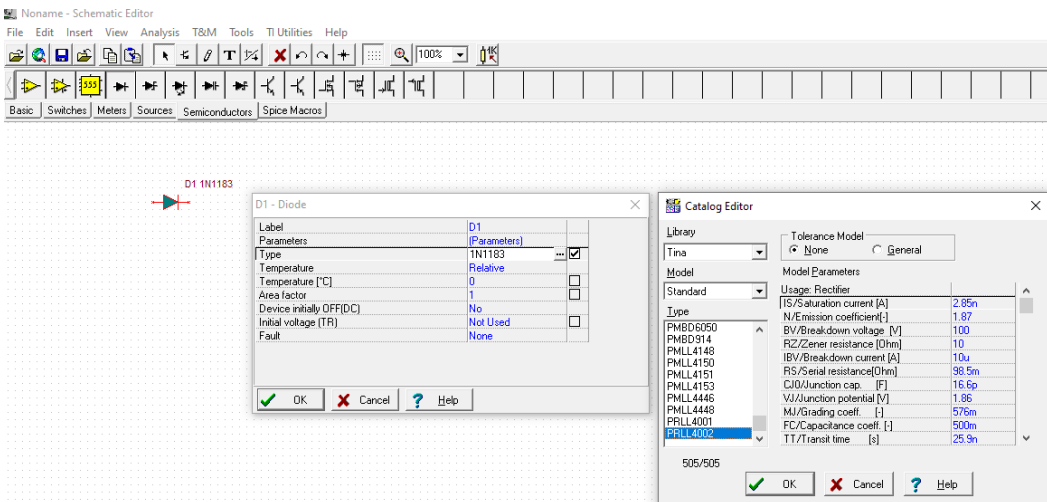 Noname - Schematic Editor
File Edit Insert View Analysis T&M Tools TI Utilities Help
T 100% 1K
555
Basic Switches Meters Sources Semiconductors Spice Macros
D1 1N1183
D1 - Diode
Label D1
Parameters (Parameters)
Type 1N1183 ...
Temperature Relative
Temperature [°C] 0
Area factor 1
Device initially OFF(DC) No
Initial voltage (TR) Not Used
Fault None
OK Cancel ? Help
Catalog Editor
Library
Tina
Model
Standard
Type
PMBD6050
PMBD914
PMLL4148
PMLL4150
PMLL4151
PMLL4153
PMLL4446
PMLL4448
PRLL4001
PRLL4002
505/505
Tolerance Model
None General
Model Parameters
Usage: Rectifier
IS/Saturation current [A] 2.85n
N/Emission coefficient[-] 1.87
BV/Breakdown voltage [V] 100
RZ/Zener resistance [Ohm] 10
IBV/Breakdown current [A] 10u
RS/Serial resistance[Ohm] 98.5m
CJ0/Junction cap. [F] 16.6p
VJ/Junction potential [V] 1.86
MJ/Grading coeff. [-] 576m
FC/Capacitance coeff. [-] 500m
TT/Transit time [s] 25.9n
OK Cancel ? Help